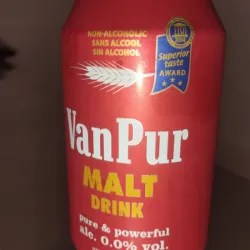 NON-ALCOHOLIC
SANS ALCOOL
SIN ALCOHOL
Superior
taste
AWARD
VanPur
MALT
DRINK
pure & powerful
alc. 0.0% vol.